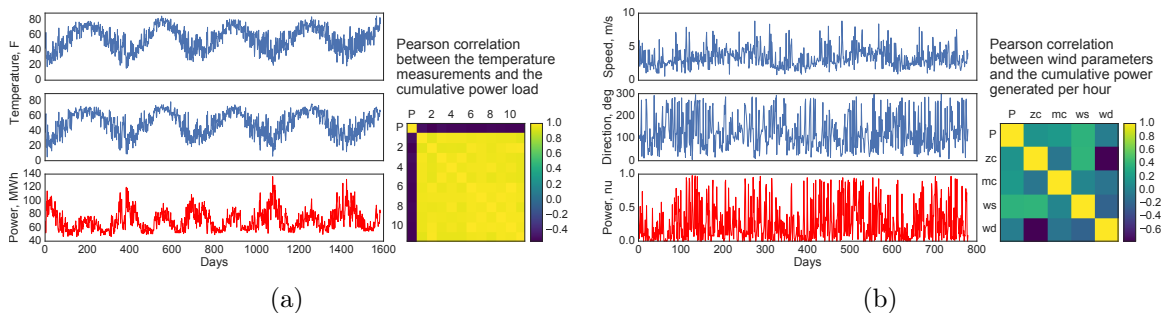 Temperature, F
80
60
40
20
0
80
60
40
20
0
Power, MWh
140
120
100
80
60
40
0 200 400 600 800 1000 1200 1400 1600
Days
Pearson correlation
between the temperature
measurements and the
cumulative power load
P 2 4 6 8 10
P
2
4
6
8
10
1.0
0.8
0.6
0.4
0.2
0.0
−0.2
−0.4
(a)
Speed, m/s
10
5
0
Direction, deg
300
200
100
0
Power, nu
1.0
0.5
0.0
0 100 200 300 400 500 600 700 800
Days
Pearson correlation
between wind parameters
and the cumulative power
generated per hour
P zc mc ws wd
P
zc
mc
ws
wd
1.0
0.8
0.6
0.4
0.2
0.0
−0.2
−0.4
−0.6
(b)